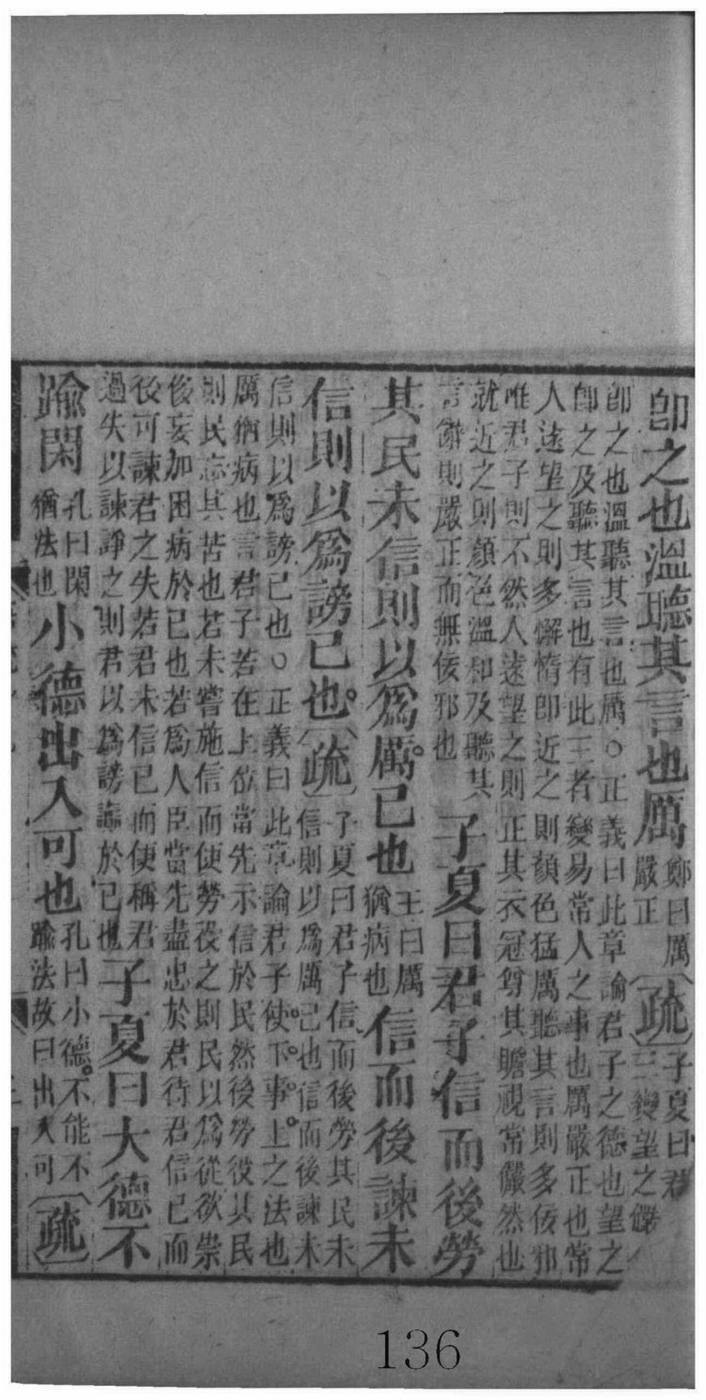 卽之也溫聽其言也厲
鄭曰厲
嚴正
疏
子夏曰君
三變望之儼
卽之也溫聽其言也厲○正義曰此章論君子之德也望之
卽之及聽其言也有此三者變易常人之事也厲嚴正也常
人遠望之則多懈惰卽近之則顏色猛厲聽其言則多佞邪
唯君子則不然人遠望之則正其衣冠尊其瞻視常儼然也
就近之則顏色溫和及聽其
言辭則嚴正而無佞邪也
子夏曰君子信而後勞
其民未信則以爲厲己也
王曰厲
猶病也
信而後諫未
信則以爲謗己也
疏
子夏曰君子信而後勞其民未
信則以爲厲己也信而後諫未
信則以爲謗己也○正義曰此章論君子使下事上之法也
厲猶病也言君子若在上位當先示信於民然後勞役其民
則民忘其苦也若未嘗施信而便勞役之則民以爲從欲崇
侈妄加困病於己也若爲人臣當先盡忠於君待君信己而
後可諫君之失若君未信已而便稱君
過失以諫諍之則君以爲謗讟於己也
子夏曰大德不
踰閑
孔曰閑
猶法也
小德出入可也
孔曰小德不能不
踰法故曰出入可
疏
136